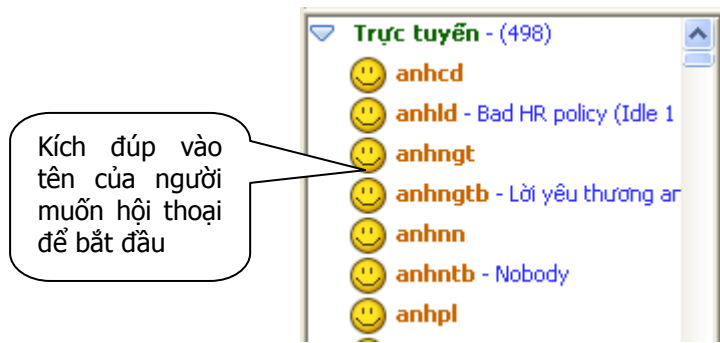 Trực tuyến - (498)
anhcd
anhld - Bad HR policy (Idle 1
anhngt
anhngtb - Lời yêu thương an
anhnn
anhntb - Nobody
anhpl
Kích đúp vào
tên của người
muốn hội thoại
để bắt đầu